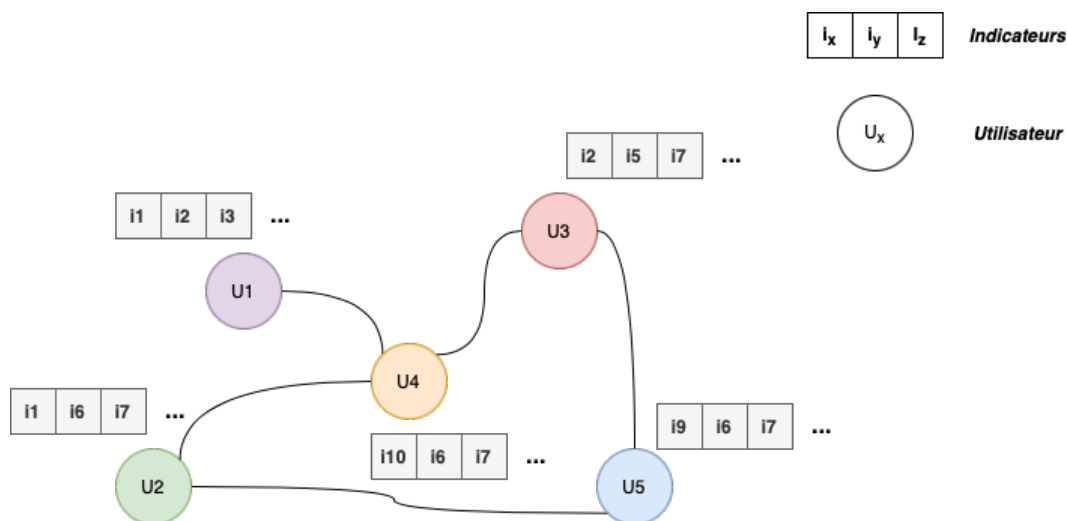 ix iy Iz Indicateurs
Ux Utilisateur
i2 i5 i7 ...
i1 i2 i3 ...
U3
U1
U4
i1 i6 i7 ...
i9 i6 i7 ...
i10 i6 i7 ...
U2
U5